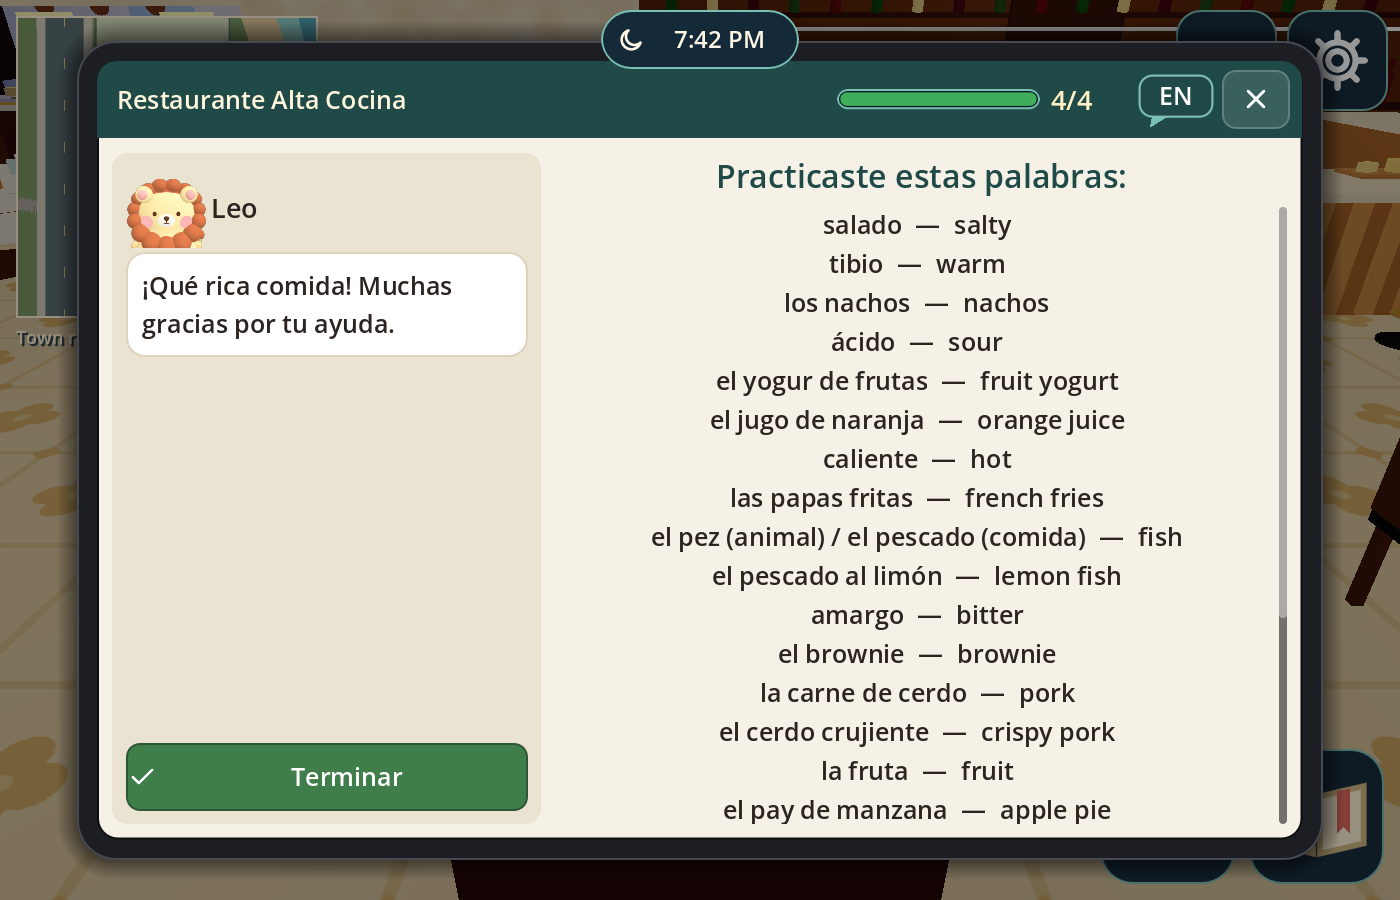 7:42 PM
Restaurante Alta Cocina
4/4
EN
Leo
¡Qué rica comida! Muchas
gracias por tu ayuda.
Terminar
Practicaste estas palabras:
salado — salty
tibio — warm
los nachos — nachos
ácido — sour
el yogur de frutas — fruit yogurt
el jugo de naranja — orange juice
caliente — hot
las papas fritas — french fries
el pez (animal) / el pescado (comida) — fish
el pescado al limón — lemon fish
amargo — bitter
el brownie — brownie
la carne de cerdo — pork
el cerdo crujiente — crispy pork
la fruta — fruit
el pay de manzana — apple pie
Town